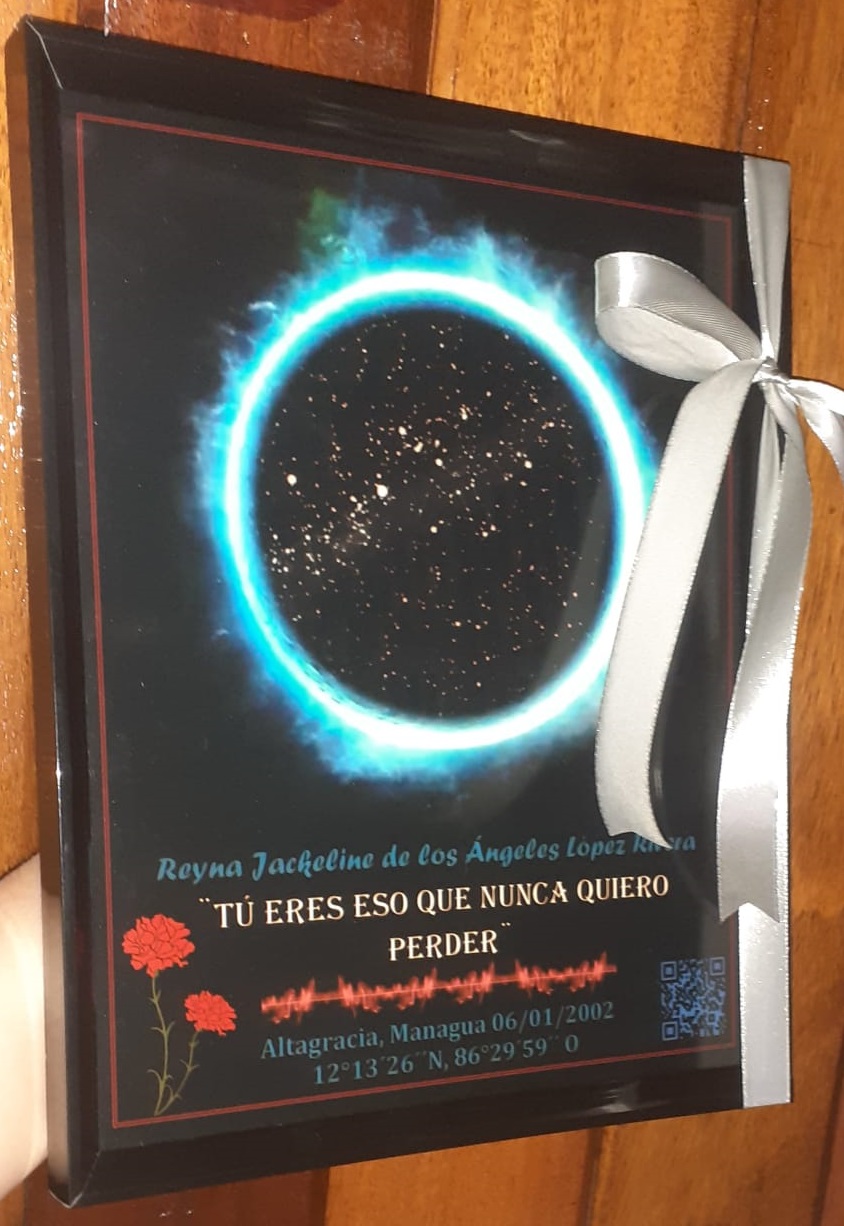 Reyna Jackeline de los Ángeles López Rivera
¨TÚ ERES ESO QUE NUNCA QUIERO
PERDER¨
Altagracia, Managua 06/01/2002
12°13´26´´N, 86°29´59´´ O